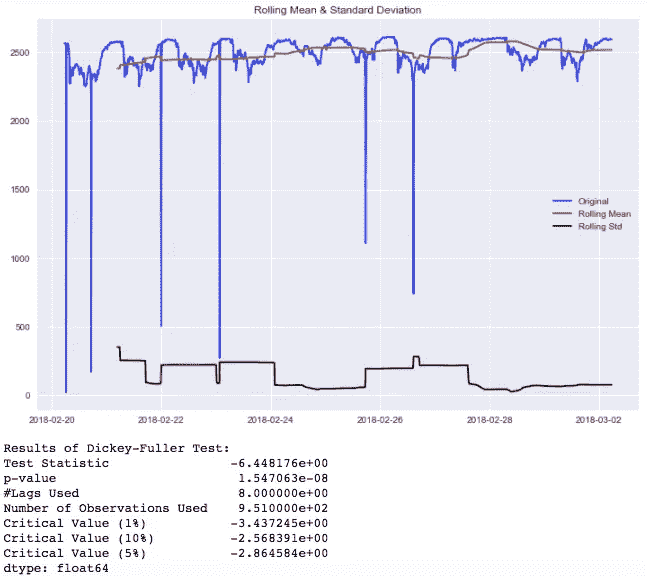 Rolling Mean & Standard Deviation
2500
2000
1500
1000
500
0
Original
Rolling Mean
Rolling Std
2018-02-20 2018-02-22 2018-02-24 2018-02-26 2018-02-28 2018-03-02
Results of Dickey-Fuller Test:
Test Statistic -6.448176e+00
p-value 1.547063e-08
#Lags Used 8.000000e+00
Number of Observations Used 9.510000e+02
Critical Value (1%) -3.437245e+00
Critical Value (10%) -2.568391e+00
Critical Value (5%) -2.864584e+00
dtype: float64